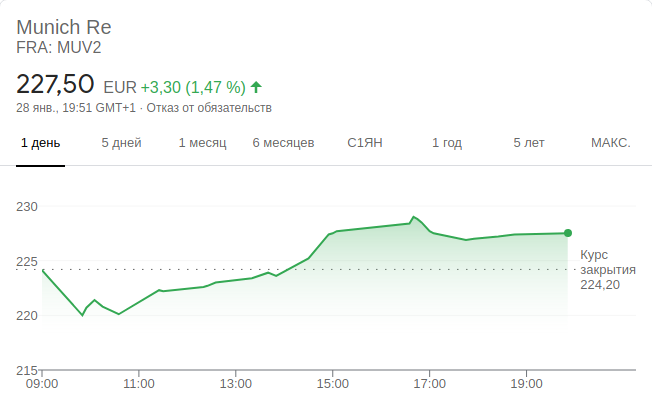 Munich Re
FRA: MUV2
227,50 EUR +3,30 (1,47 %)
28 янв., 19:51 GMT+1 · Отказ от обязательств
1 день 5 дней 1 месяц 6 месяцев С1ЯН 1 год 5 лет МАКС.
230
225
220
215
Курс
закрытия
224,20
09:00 11:00 13:00 15:00 17:00 19:00